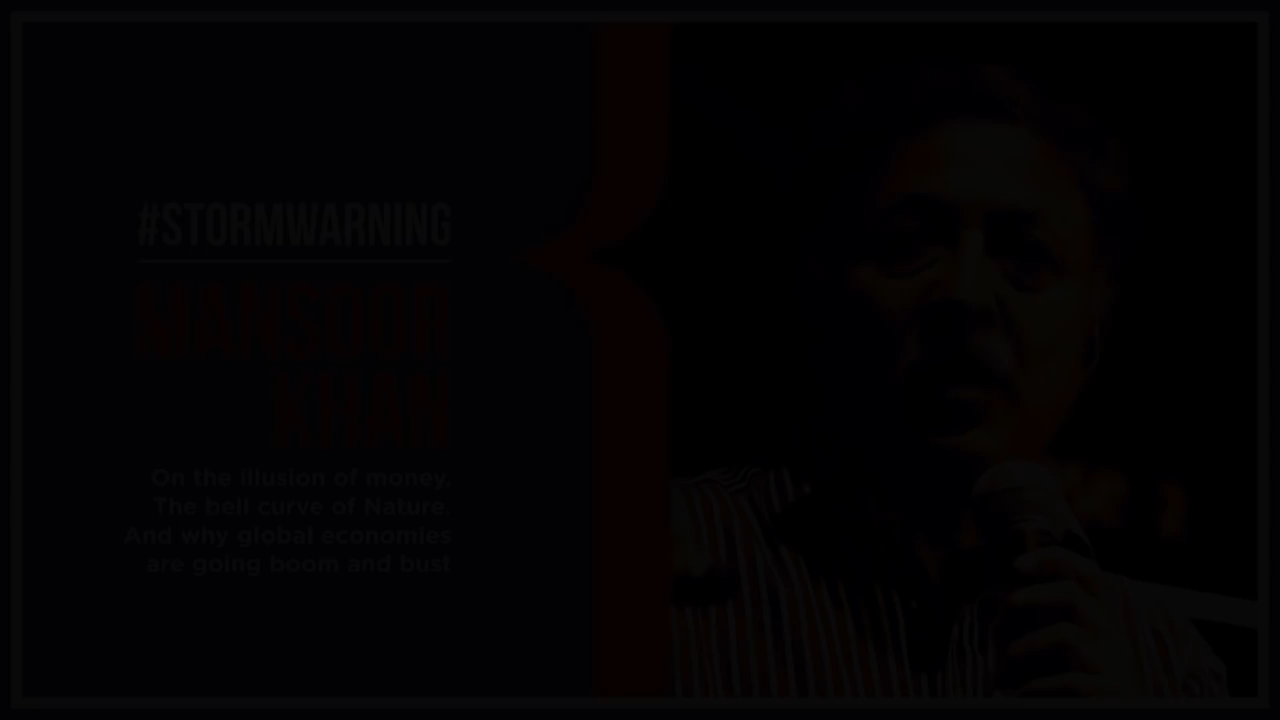 #STORMWARNING
MANSOOR
KHAN
On the illusion of money.
The bell curve of Nature,
And why global economies
are going boom and bust